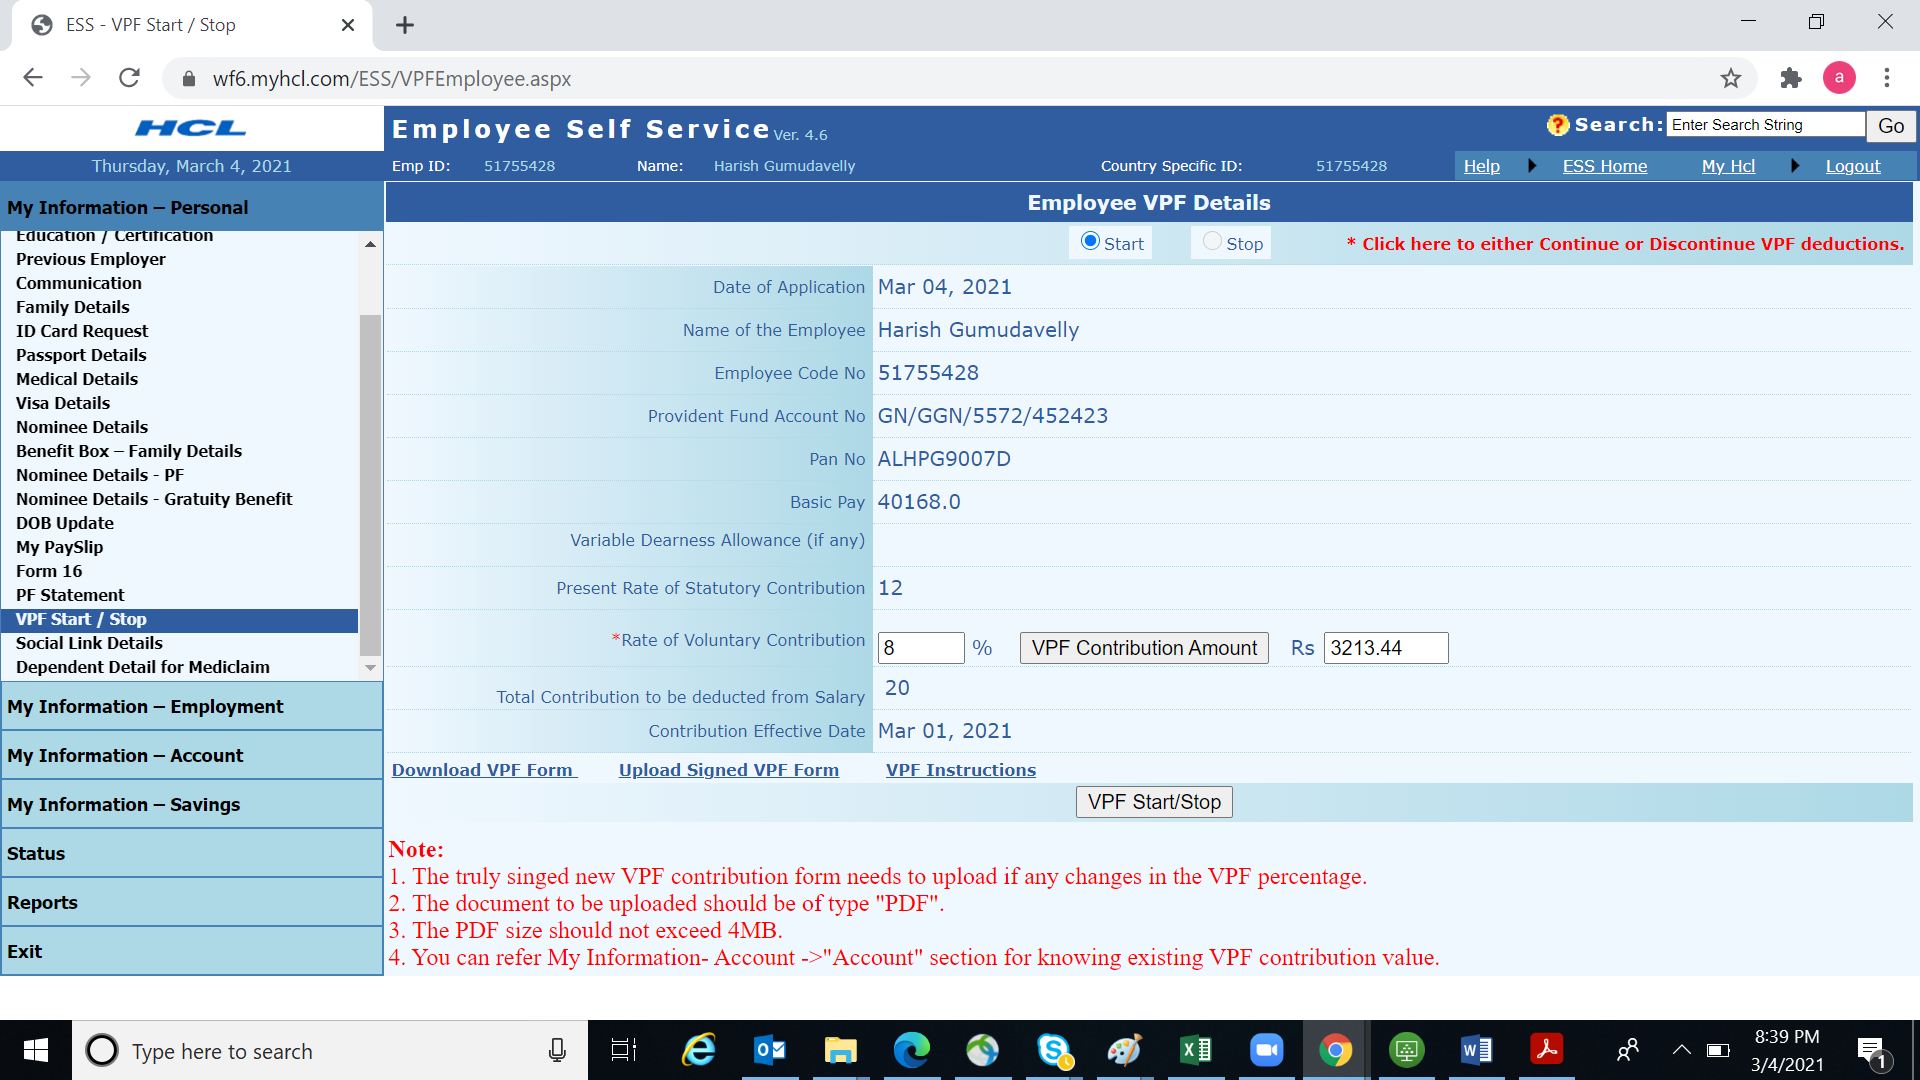 ESS - VPF Start / Stop
wf6.myhcl.com/ESS/VPFEmployee.aspx
a
HCL
Employee Self Service Ver. 4.6
? Search: Enter Search String Go
Thursday, March 4, 2021
Emp ID: 51755428 Name: Harish Gumudavelly Country Specific ID: 51755428 Help ESS Home My Hcl Logout
My Information – Personal
Education / Certification
Previous Employer
Communication
Family Details
ID Card Request
Passport Details
Medical Details
Visa Details
Nominee Details
Benefit Box – Family Details
Nominee Details - PF
Nominee Details - Gratuity Benefit
DOB Update
My PaySlip
Form 16
PF Statement
VPF Start / Stop
Social Link Details
Dependent Detail for Mediclaim
My Information – Employment
My Information – Account
My Information – Savings
Status
Reports
Exit
Employee VPF Details
Start Stop * Click here to either Continue or Discontinue VPF deductions.
Date of Application Mar 04, 2021
Name of the Employee Harish Gumudavelly
Employee Code No 51755428
Provident Fund Account No GN/GGN/5572/452423
Pan No ALHPG9007D
Basic Pay 40168.0
Variable Dearness Allowance (if any)
Present Rate of Statutory Contribution 12
*Rate of Voluntary Contribution 8 % VPF Contribution Amount Rs 3213.44
Total Contribution to be deducted from Salary 20
Contribution Effective Date Mar 01, 2021
Download VPF Form Upload Signed VPF Form VPF Instructions
VPF Start/Stop
Note:
1. The truly singed new VPF contribution form needs to upload if any changes in the VPF percentage.
2. The document to be uploaded should be of type "PDF".
3. The PDF size should not exceed 4MB.
4. You can refer My Information- Account ->"Account" section for knowing existing VPF contribution value.
Type here to search
8:39 PM
3/4/2021
1